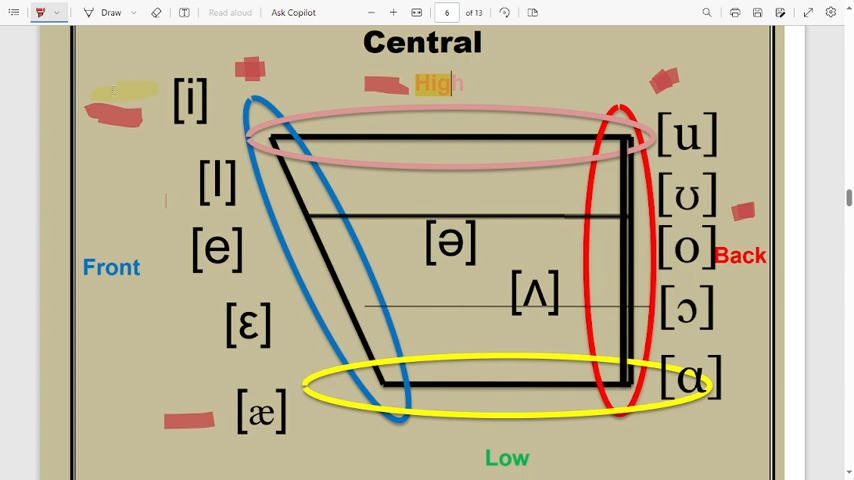 Draw
Read aloud
Ask Copilot
6
of 13
Central
High
[i]
[u]
[l]
[ʊ]
[e]
[ə]
[o]
Back
Front
[ʌ]
[ɔ]
[ɛ]
[ɑ]
[æ]
Low